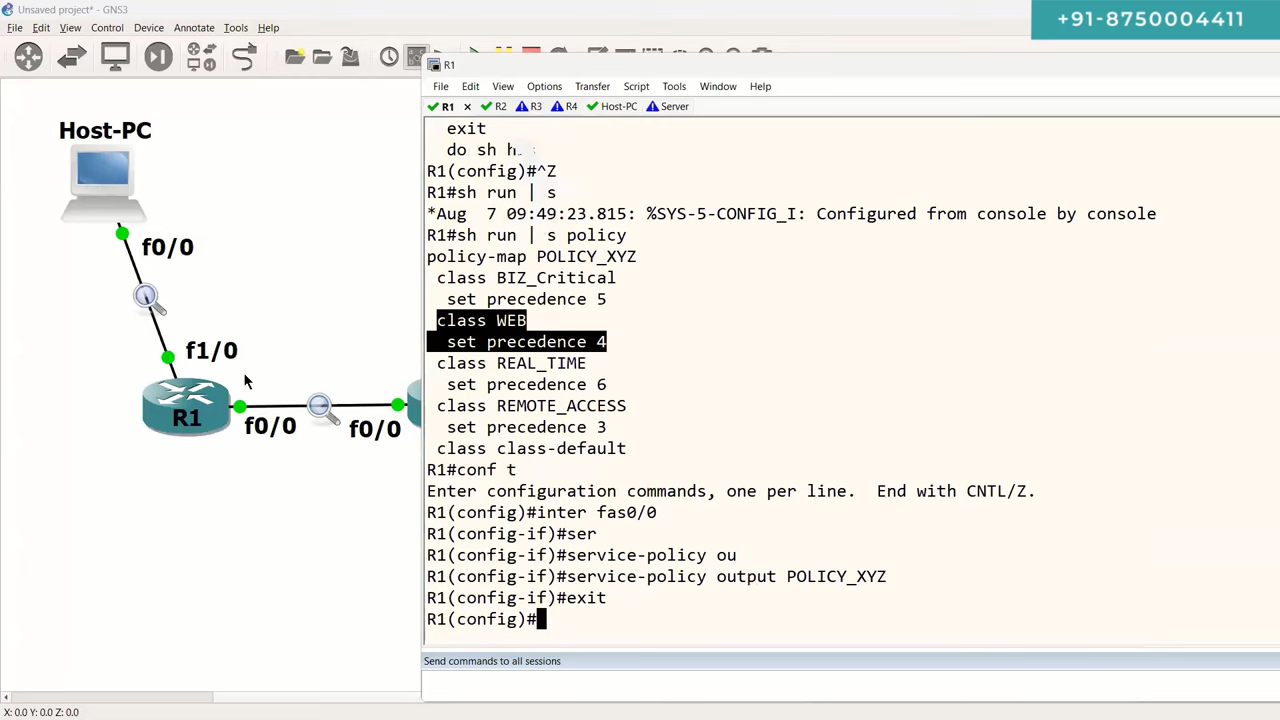 Unsaved project* - GNS3
+91-8750004411
File Edit View Control Device Annotate Tools Help
R1
File Edit View Options Transfer Script Tools Window Help
R1 × R2 R3 R4 Host-PC Server
Host-PC
f0/0
f1/0
R1
f0/0
f0/0
exit
do sh
R1(config)#^Z
R1#sh run | s
*Aug  7 09:49:23.815: %SYS-5-CONFIG_I: Configured from console by console
R1#sh run | s policy
policy-map POLICY_XYZ
class BIZ_Critical
set precedence 5
class WEB
set precedence 4
class REAL_TIME
set precedence 6
class REMOTE_ACCESS
set precedence 3
class class-default
R1#conf t
Enter configuration commands, one per line.  End with CNTL/Z.
R1(config)#inter fas0/0
R1(config-if)#ser
R1(config-if)#service-policy ou
R1(config-if)#service-policy output POLICY_XYZ
R1(config-if)#exit
R1(config)#
Send commands to all sessions
X: 0.0 Y: 0.0 Z: 0.0